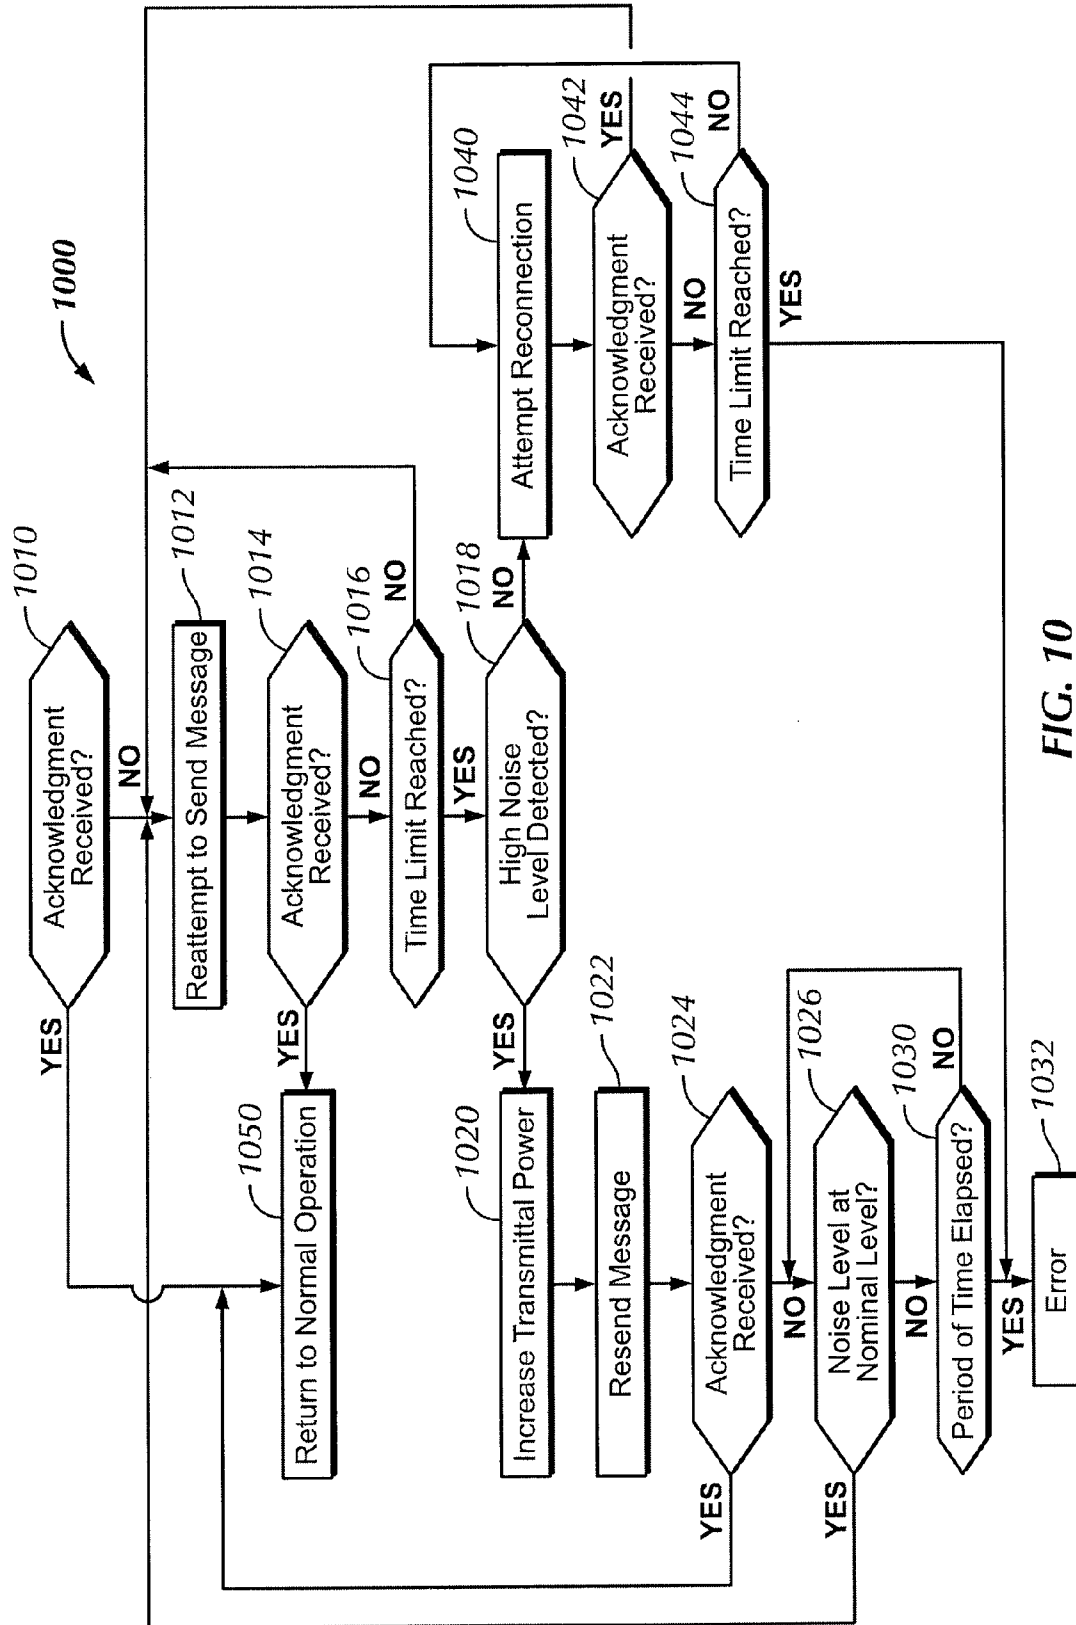 1000
1010
Acknowledgment
Received?
YES
NO
1012
Reattempt to Send Message
1014
Acknowledgment
Received?
YES
NO
1050
Return to Normal Operation
1016
Time Limit Reached?
NO
YES
1018
High Noise
Level Detected?
YES
NO
1020
Increase Transmittal Power
1022
Resend Message
1024
Acknowledgment
Received?
YES
NO
1026
Noise Level at
Nominal Level?
YES
NO
1030
Period of Time Elapsed?
NO
YES
1032
Error
1040
Attempt Reconnection
1042
Acknowledgment
Received?
YES
NO
1044
Time Limit Reached?
NO
YES
FIG. 10